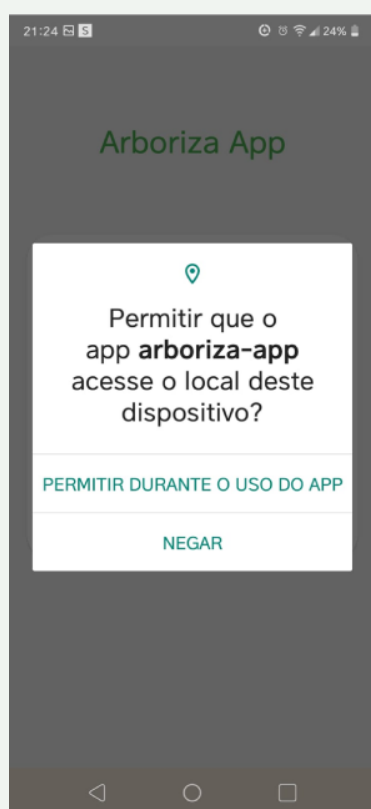 21:24 S 24%
Arboriza App
Permitir que o
app arboriza-app
acesse o local deste
dispositivo?
PERMITIR DURANTE O USO DO APP
NEGAR